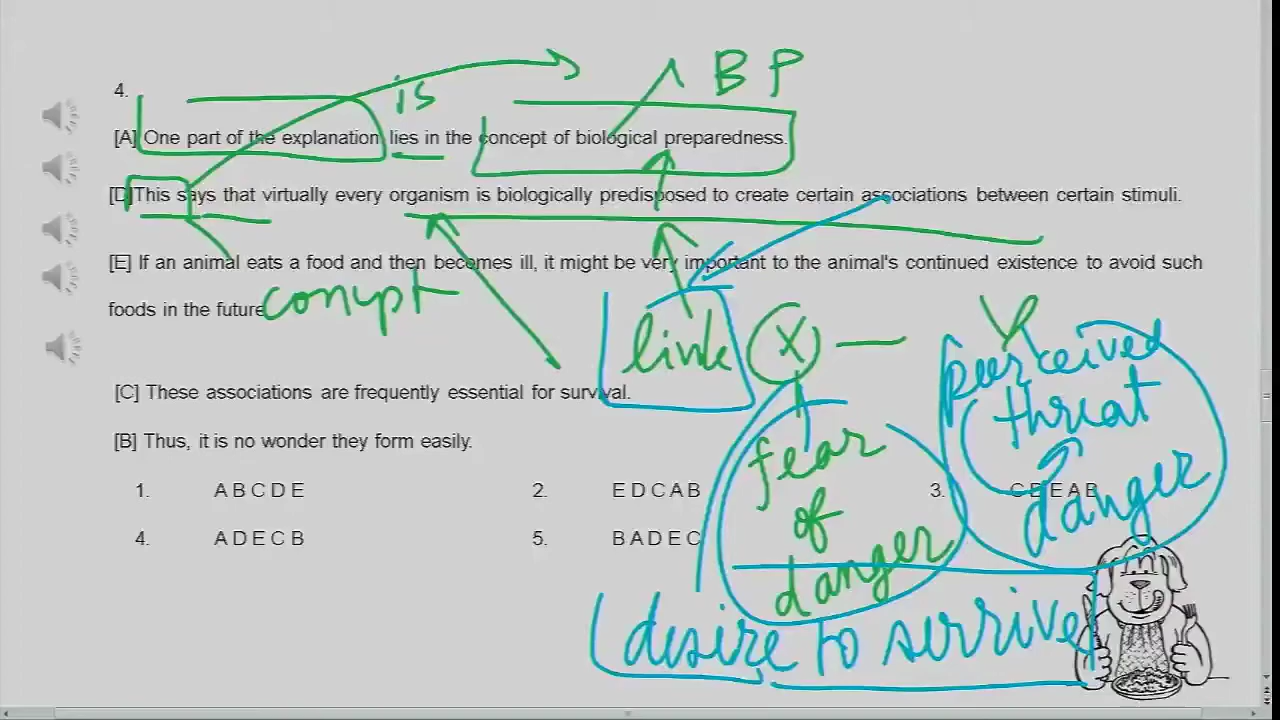 B P
4.
is
[A] One part of the explanation lies in the concept of biological preparedness.
[D] This says that virtually every organism is biologically predisposed to create certain associations between certain stimuli.
[E] If an animal eats a food and then becomes ill, it might be very important to the animal's continued existence to avoid such
foods in the future
link X — Y
perceived
threat
danger
[C] These associations are frequently essential for survival.
[B] Thus, it is no wonder they form easily.
fear
of
danger
1. A B C D E 2. E D C A B 3. C D E A B
4. A D E C B 5. B A D E C
desire to serrive